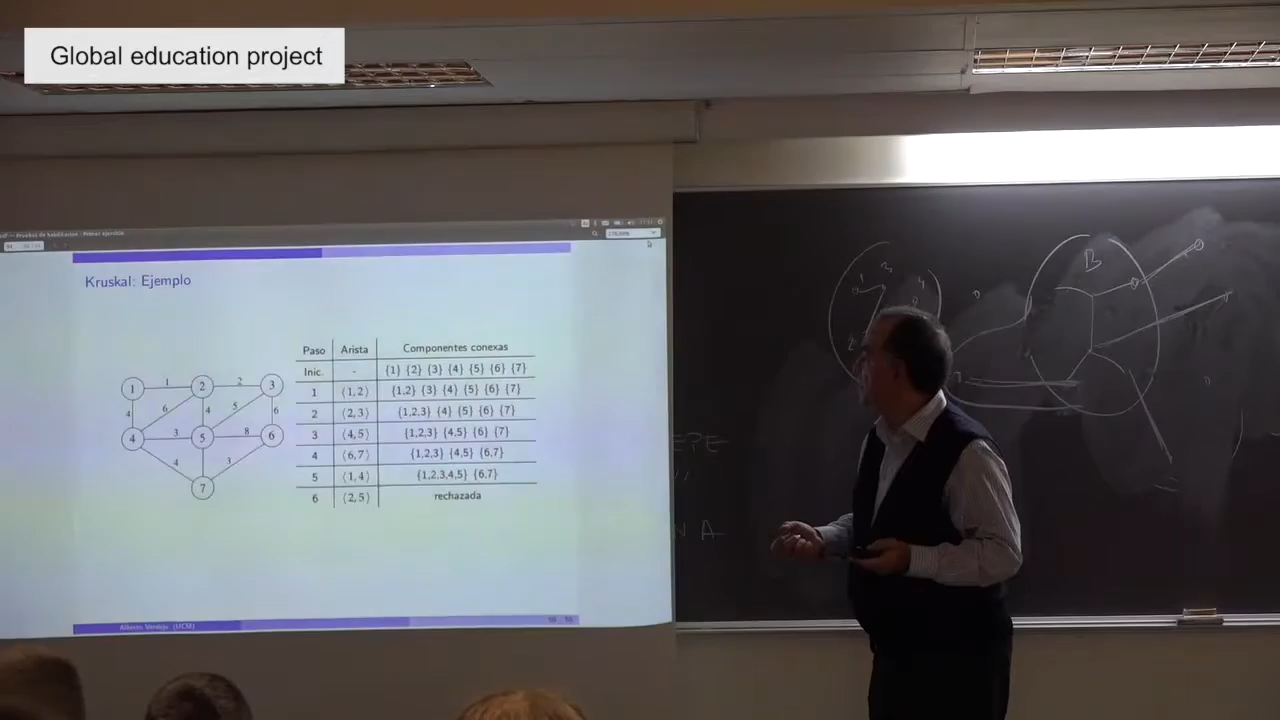 Global education project
Kruskal: Ejemplo
Paso Arista Componentes conexas
Inic. - {1} {2} {3} {4} {5} {6} {7}
1 (1,2) {1,2} {3} {4} {5} {6} {7}
2 (2,3) {1,2,3} {4} {5} {6} {7}
3 (4,5) {1,2,3} {4,5} {6} {7}
4 (6,7) {1,2,3} {4,5} {6,7}
5 (1,4) {1,2,3,4,5} {6,7}
6 (2,5) rechazada
1 1 2 2 3
4 6 4 5 6
4 3 5 8 6
4 3
7
Alberto Verdejo (UCM)
B
EPE
N A